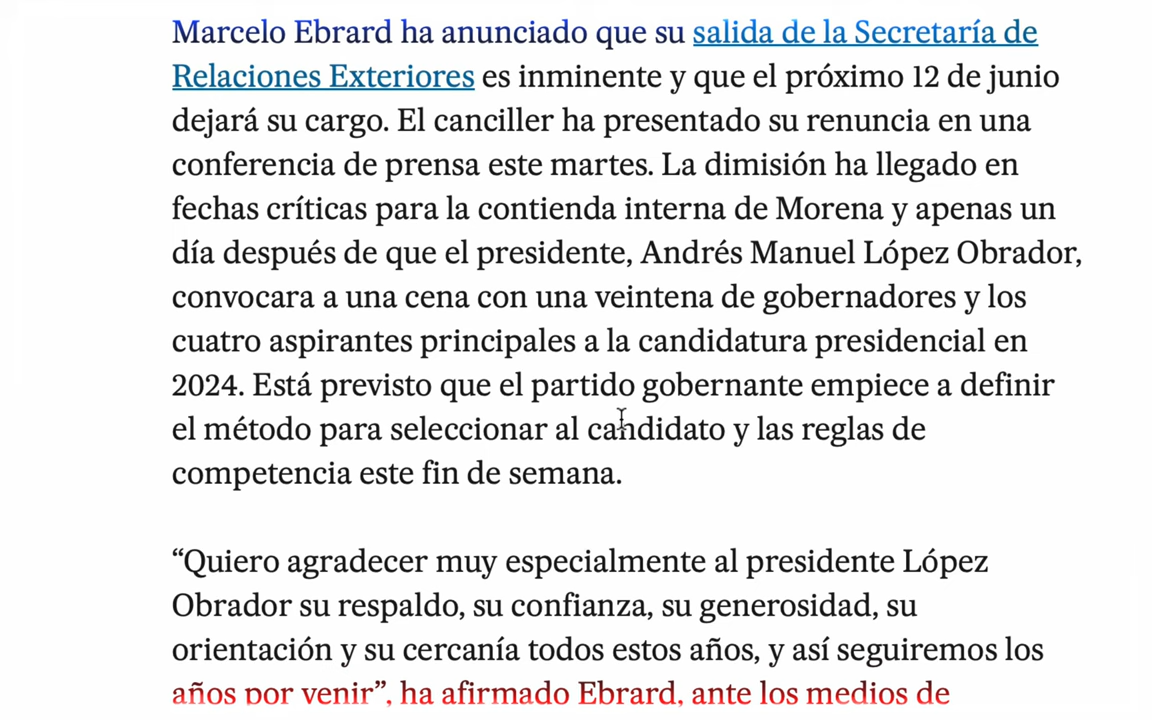 Marcelo Ebrard ha anunciado que su salida de la Secretaría de
Relaciones Exteriores es inminente y que el próximo 12 de junio
dejará su cargo. El canciller ha presentado su renuncia en una
conferencia de prensa este martes. La dimisión ha llegado en
fechas críticas para la contienda interna de Morena y apenas un
día después de que el presidente, Andrés Manuel López Obrador,
convocara a una cena con una veintena de gobernadores y los
cuatro aspirantes principales a la candidatura presidencial en
2024. Está previsto que el partido gobernante empiece a definir
el método para seleccionar al candidato y las reglas de
competencia este fin de semana.
“Quiero agradecer muy especialmente al presidente López
Obrador su respaldo, su confianza, su generosidad, su
orientación y su cercanía todos estos años, y así seguiremos los
años por venir”, ha afirmado Ebrard, ante los medios de